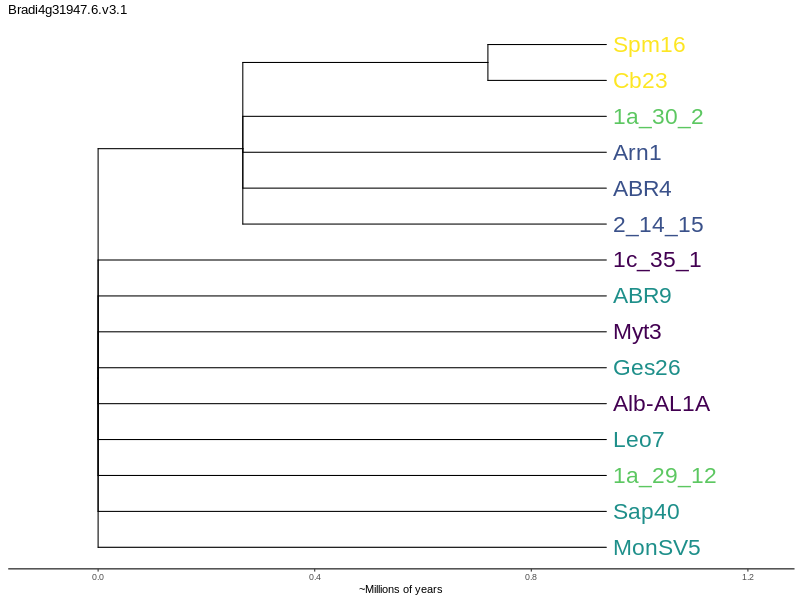 Bradi4g31947.6.v3.1
Spm16
Cb23
1a_30_2
Arn1
ABR4
2_14_15
1c_35_1
ABR9
Myt3
Ges26
Alb-AL1A
Leo7
1a_29_12
Sap40
MonSV5
0.0 0.4 0.8 1.2
~Millions of years